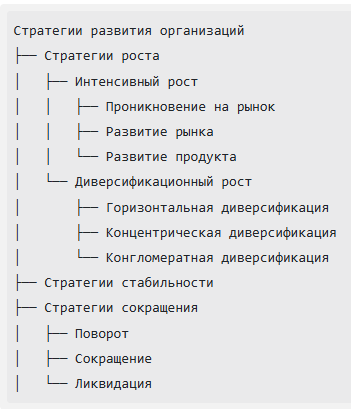 Стратегии развития организаций
├── Стратегии роста
│   ├── Интенсивный рост
│   │   ├── Проникновение на рынок
│   │   ├── Развитие рынка
│   │   └── Развитие продукта
│   └── Диверсификационный рост
│       ├── Горизонтальная диверсификация
│       ├── Концентрическая диверсификация
│       └── Конгломератная диверсификация
├── Стратегии стабильности
├── Стратегии сокращения
│   ├── Поворот
│   ├── Сокращение
│   └── Ликвидация